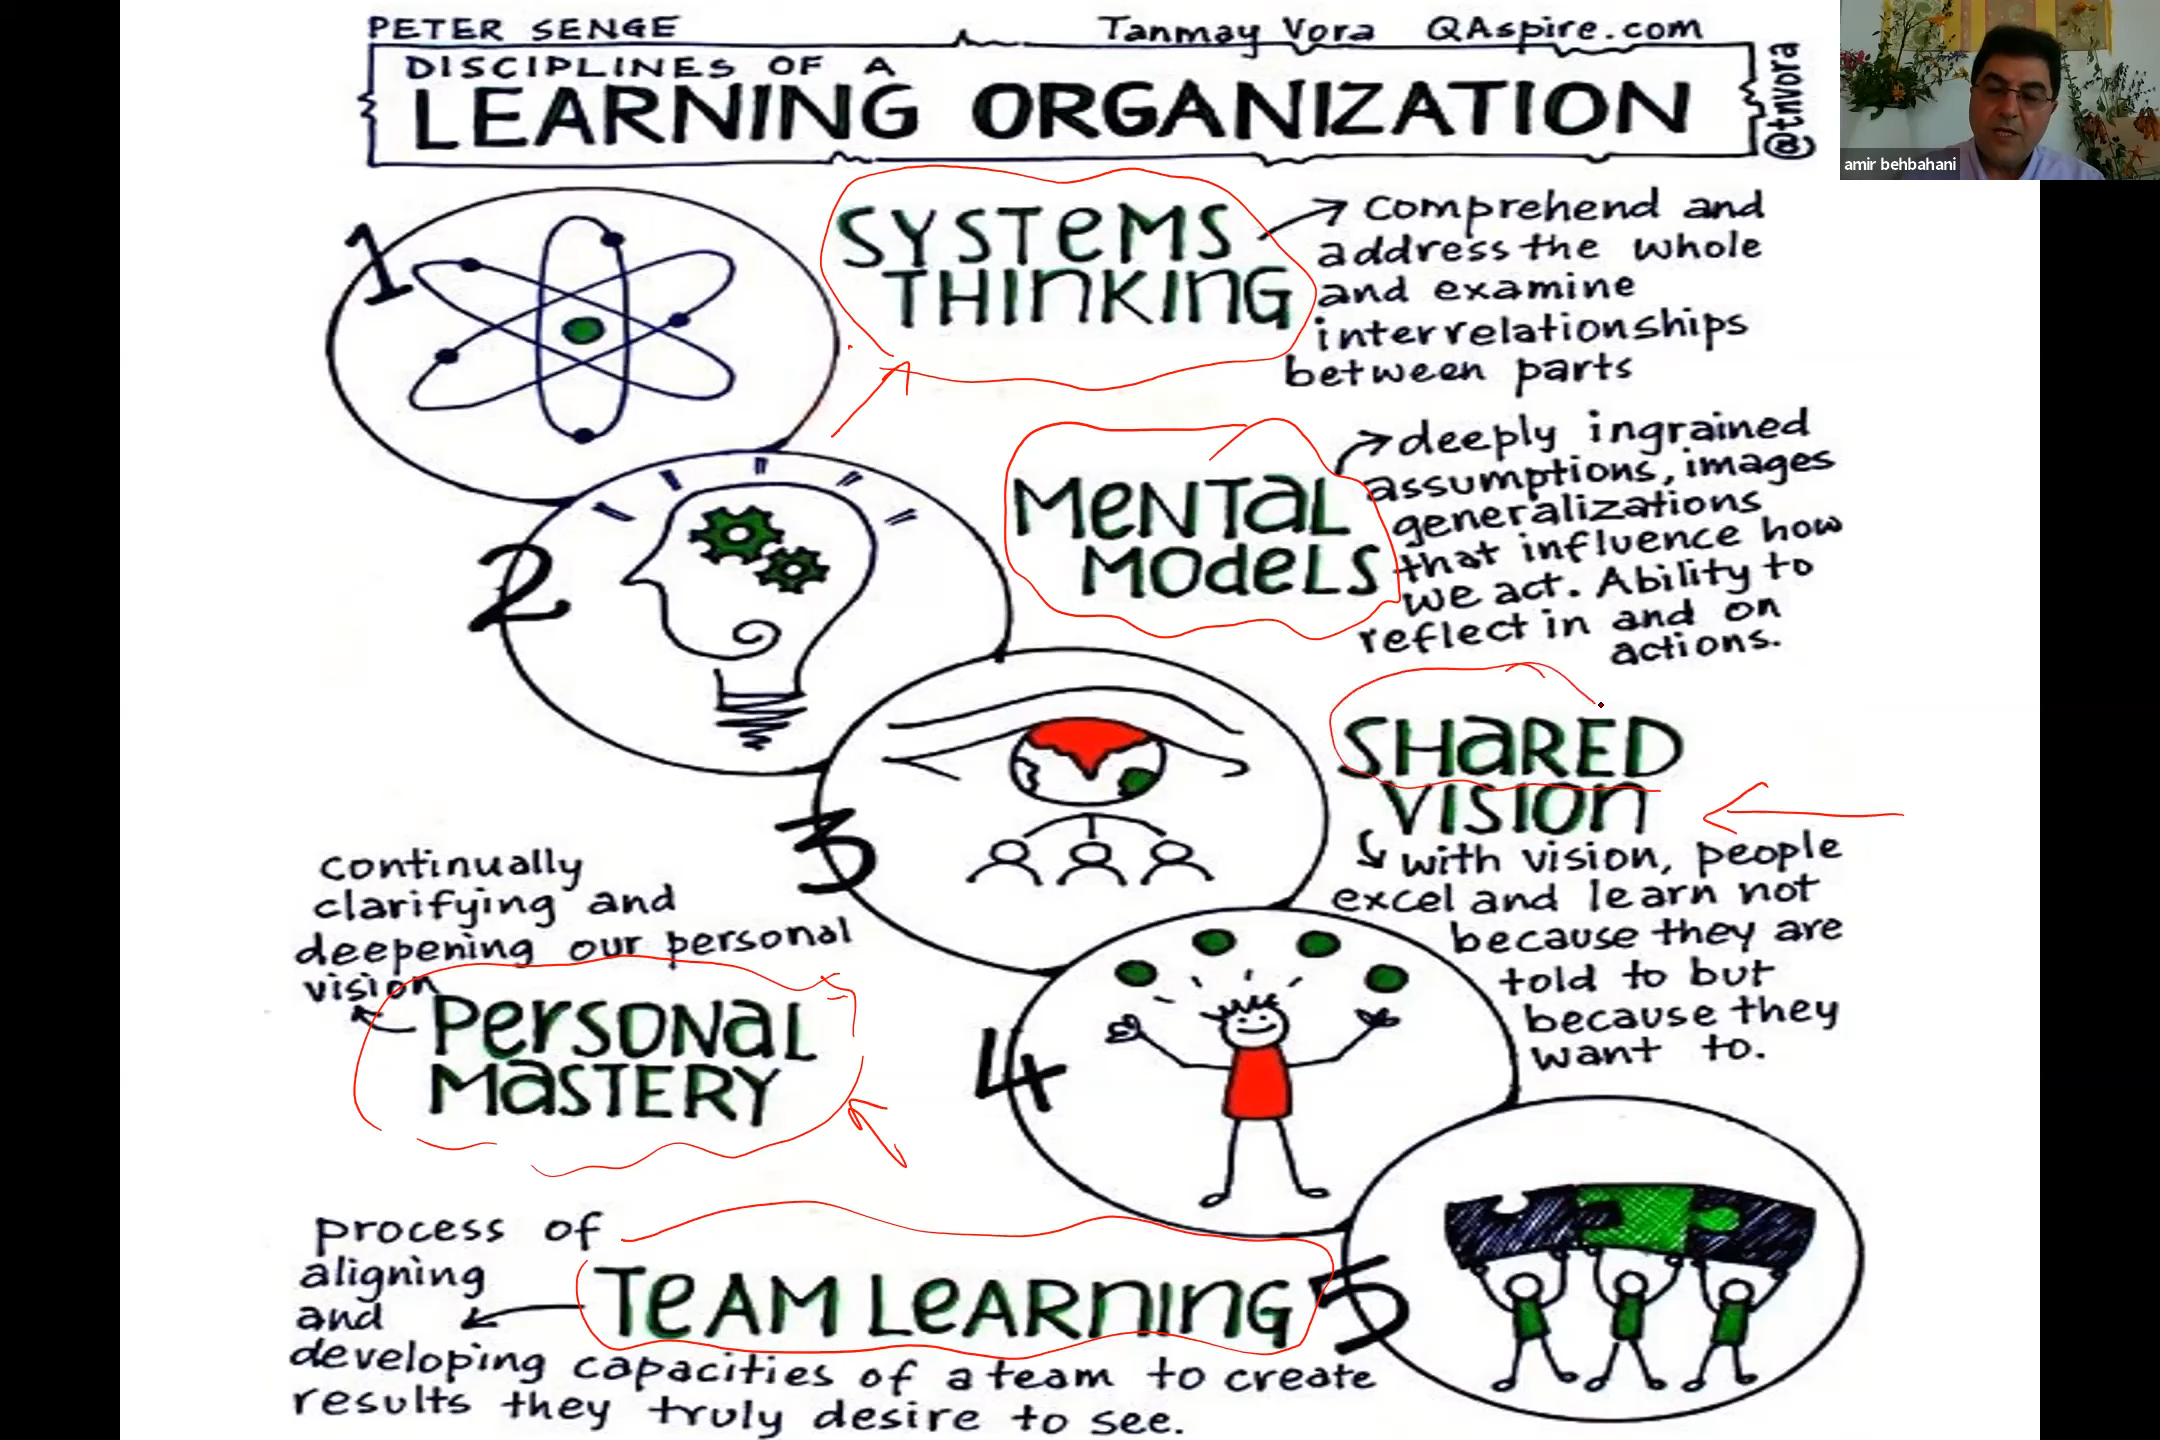 PETER SENGE
Tanmay Vora QAspire.com
DISCIPLINES OF A
LEARNING ORGANIZATION
@tnvora
amir behbahani
1
SYSTeMS
THINKING
comprehend and
address the whole
and examine
interrelationships
between parts
2
MeNTaL
MODeLS
deeply ingrained
assumptions, images
generalizations
that influence how
we act. Ability to
reflect in and on
actions.
3
SHaRED
VISION
with vision, people
excel and learn not
because they are
told to but
because they
want to.
4
continually
clarifying and
deepening our personal
vision
PerSONaL
MaSTERY
5
TeAM LeARNING
process of
aligning
and
developing capacities of a team to create
results they truly desire to see.